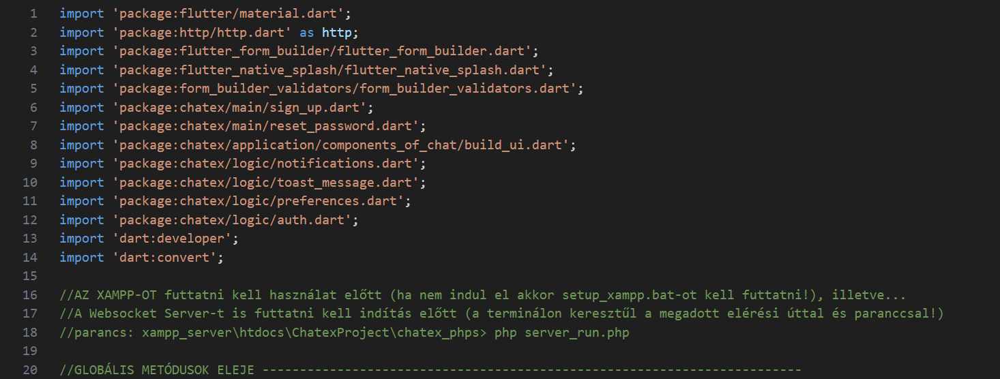 1 import 'package:flutter/material.dart';
2 import 'package:http/http.dart' as http;
3 import 'package:flutter_form_builder/flutter_form_builder.dart';
4 import 'package:flutter_native_splash/flutter_native_splash.dart';
5 import 'package:form_builder_validators/form_builder_validators.dart';
6 import 'package:chatex/main/sign_up.dart';
7 import 'package:chatex/main/reset_password.dart';
8 import 'package:chatex/application/components_of_chat/build_ui.dart';
9 import 'package:chatex/logic/notifications.dart';
10 import 'package:chatex/logic/toast_message.dart';
11 import 'package:chatex/logic/preferences.dart';
12 import 'package:chatex/logic/auth.dart';
13 import 'dart:developer';
14 import 'dart:convert';
15
16 //AZ XAMPP-OT futtatni kell használat előtt (ha nem indul el akkor setup_xampp.bat-ot kell futtatni!), illetve...
17 //A Websocket Server-t is futtatni kell indítás előtt (a terminálon keresztűl a megadott elérési úttal és paranccsal!)
18 //parancs: xampp_server\htdocs\ChatexProject\chatex_phps> php server_run.php
19
20 //GLOBÁLIS METÓDUSOK ELEJE ------------------------------------------------------------------------